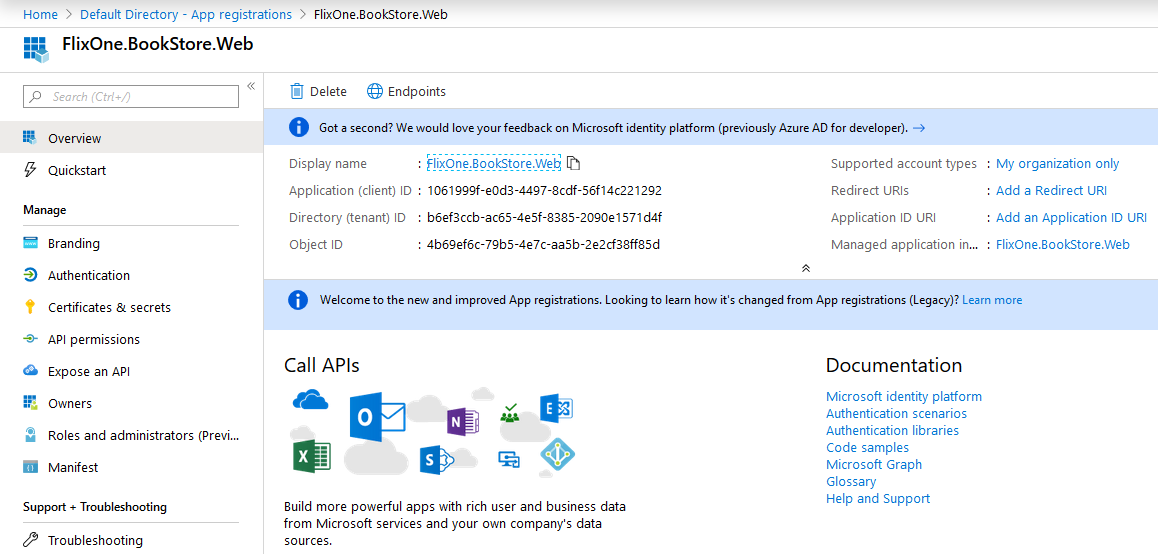 Home > Default Directory - App registrations > FlixOne.BookStore.Web
FlixOne.BookStore.Web
Search (Ctrl+/)
«
Overview
Quickstart
Manage
Branding
Authentication
Certificates & secrets
API permissions
Expose an API
Owners
Roles and administrators (Previ...
Manifest
Support + Troubleshooting
Troubleshooting
Delete
Endpoints
Got a second? We would love your feedback on Microsoft identity platform (previously Azure AD for developer). →
Display name : FlixOne.BookStore.Web
Application (client) ID : 1061999f-e0d3-4497-8cdf-56f14c221292
Directory (tenant) ID : b6ef3ccb-ac65-4e5f-8385-2090e1571d4f
Object ID : 4b69ef6c-79b5-4e7c-aa5b-2e2cf38ff85d
Supported account types : My organization only
Redirect URIs : Add a Redirect URI
Application ID URI : Add an Application ID URI
Managed application in... : FlixOne.BookStore.Web
Welcome to the new and improved App registrations. Looking to learn how it's changed from App registrations (Legacy)? Learn more
Call APIs
Build more powerful apps with rich user and business data
from Microsoft services and your own company's data
sources.
Documentation
Microsoft identity platform
Authentication scenarios
Authentication libraries
Code samples
Microsoft Graph
Glossary
Help and Support